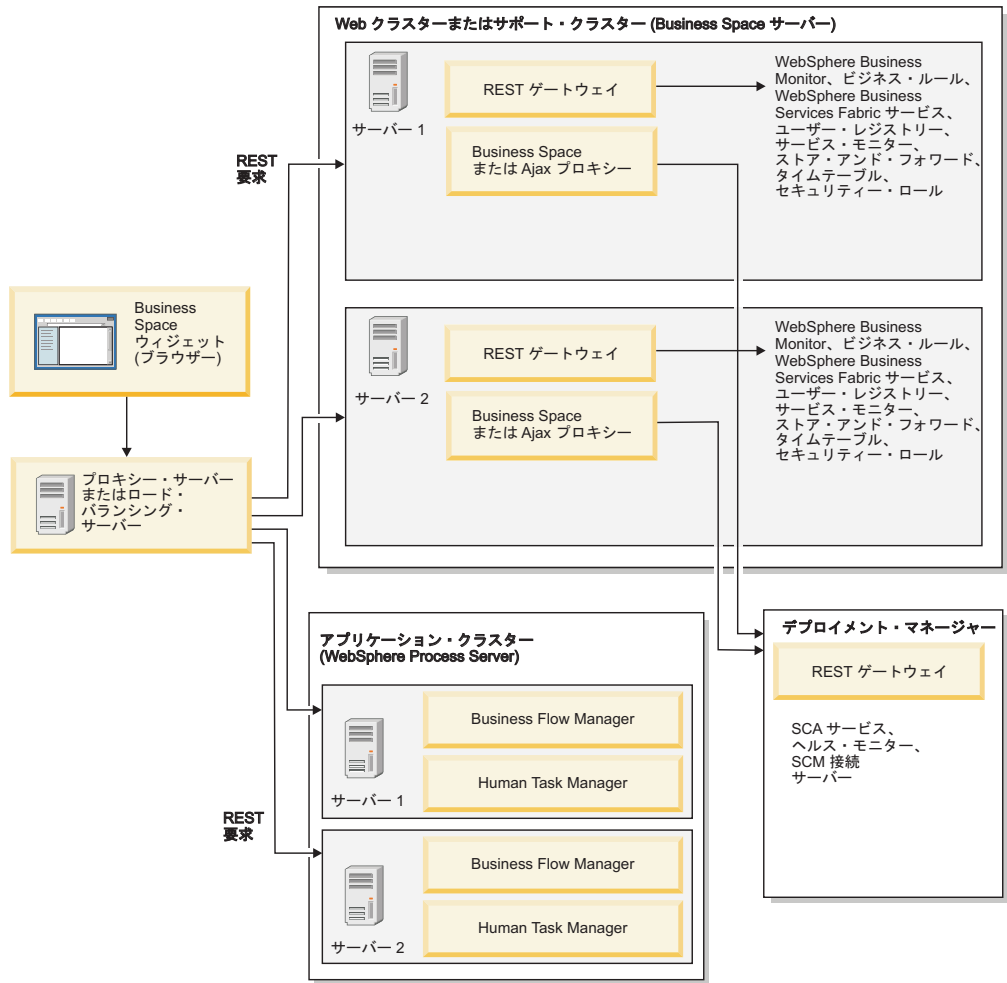 Web クラスターまたはサポート・クラスター (Business Space サーバー)
サーバー 1
REST ゲートウェイ
Business Space
または Ajax プロキシー
WebSphere Business
Monitor、ビジネス・ルール、
WebSphere Business
Services Fabric サービス、
ユーザー・レジストリー、
サービス・モニター、
ストア・アンド・フォワード、
タイムテーブル、
セキュリティー・ロール
REST
要求
Business
Space
ウィジェット
(ブラウザー)
サーバー 2
REST ゲートウェイ
Business Space
または Ajax プロキシー
WebSphere Business
Monitor、ビジネス・ルール、
WebSphere Business
Services Fabric サービス、
ユーザー・レジストリー、
サービス・モニター、
ストア・アンド・フォワード、
タイムテーブル、
セキュリティー・ロール
プロキシー・サーバー
またはロード・
バランシング・
サーバー
アプリケーション・クラスター
(WebSphere Process Server)
サーバー 1
Business Flow Manager
Human Task Manager
REST
要求
サーバー 2
Business Flow Manager
Human Task Manager
デプロイメント・マネージャー
REST ゲートウェイ
SCA サービス、
ヘルス・モニター、
SCM 接続
サーバー